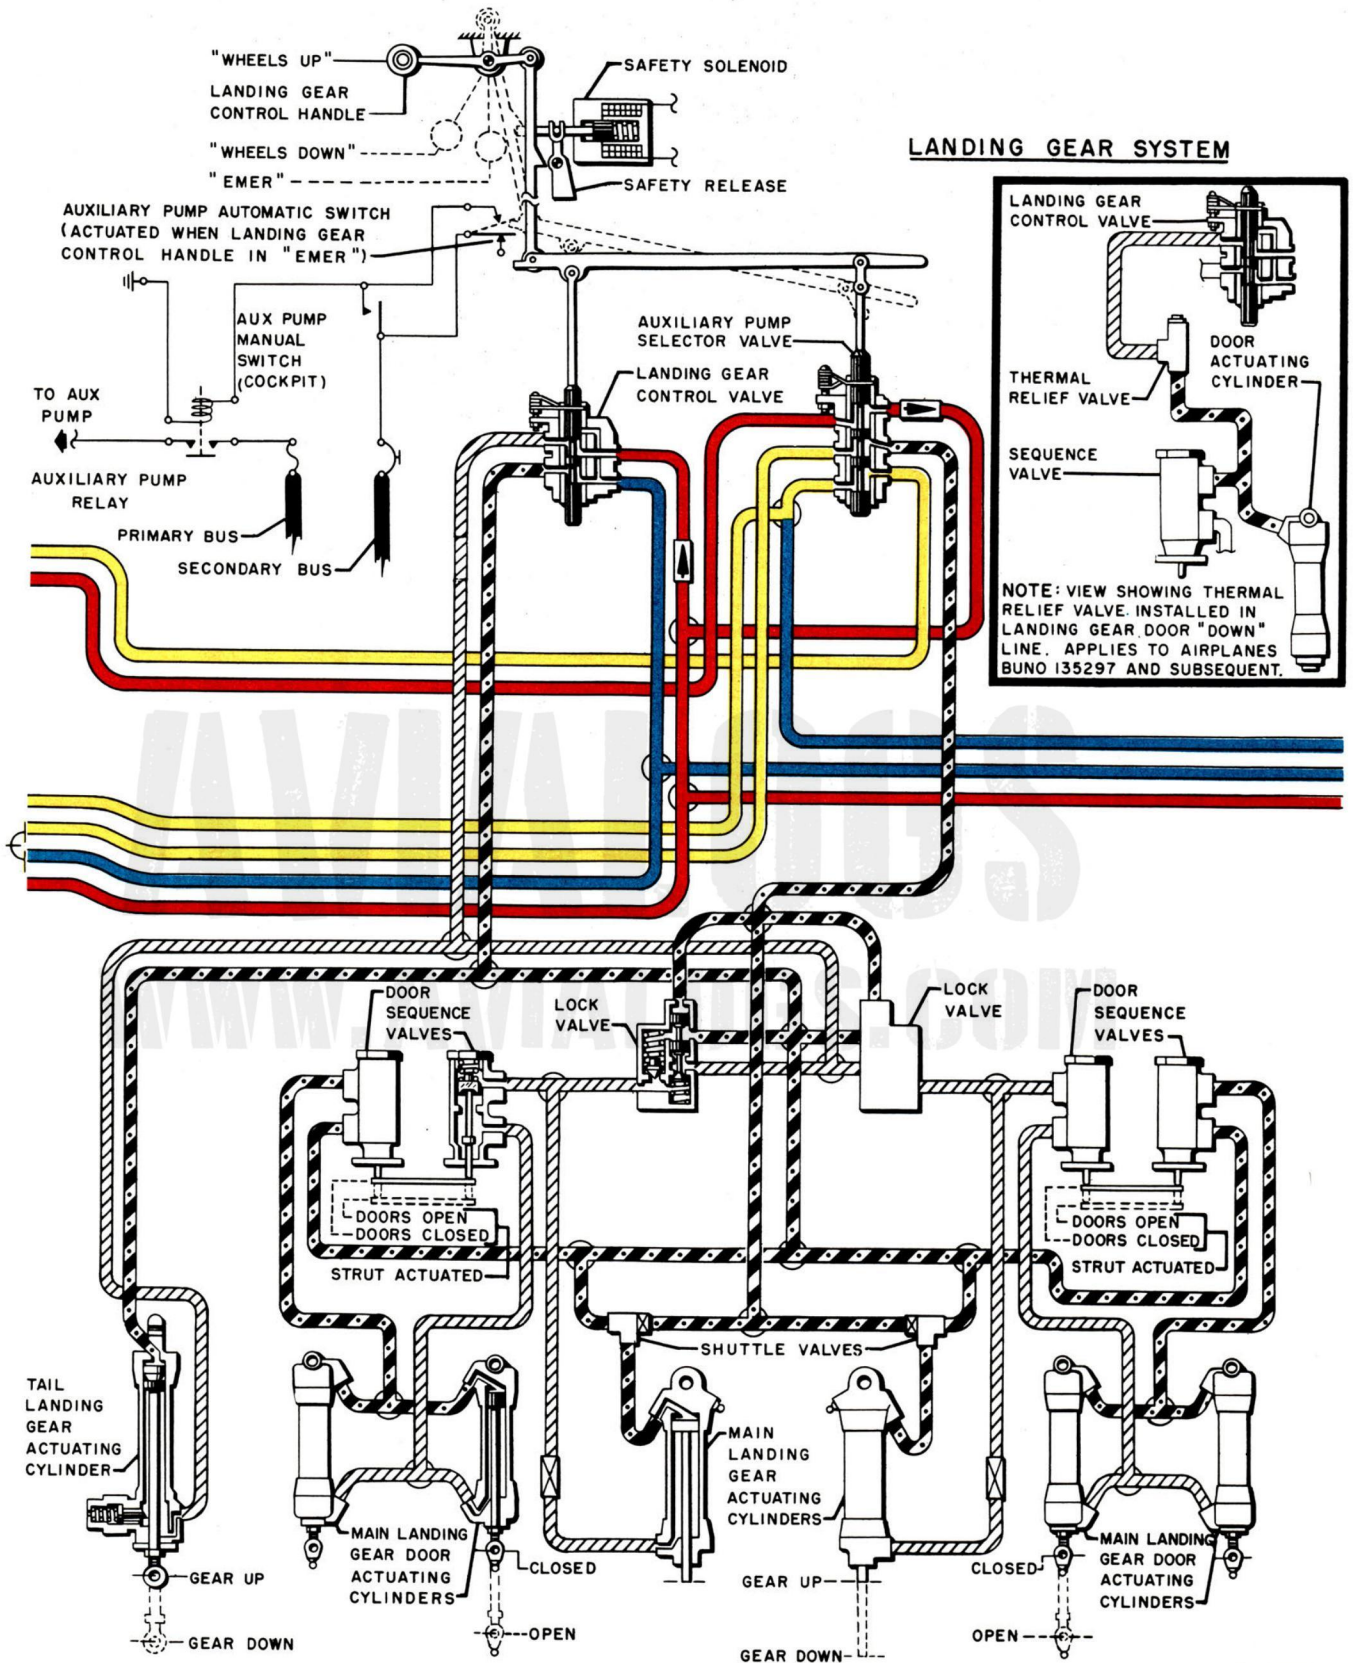 "WHEELS UP"
LANDING GEAR
CONTROL HANDLE
"WHEELS DOWN"
"EMER"
SAFETY SOLENOID
SAFETY RELEASE
AUXILIARY PUMP AUTOMATIC SWITCH
(ACTUATED WHEN LANDING GEAR
CONTROL HANDLE IN "EMER")
AUX PUMP
MANUAL
SWITCH
(COCKPIT)
TO AUX
PUMP
AUXILIARY PUMP
RELAY
PRIMARY BUS
SECONDARY BUS
AUXILIARY PUMP
SELECTOR VALVE
LANDING GEAR
CONTROL VALVE
LANDING GEAR SYSTEM
LANDING GEAR
CONTROL VALVE
DOOR
ACTUATING
CYLINDER
THERMAL
RELIEF VALVE
SEQUENCE
VALVE
NOTE: VIEW SHOWING THERMAL
RELIEF VALVE INSTALLED IN
LANDING GEAR DOOR "DOWN"
LINE. APPLIES TO AIRPLANES
BUNO 135297 AND SUBSEQUENT.
AVIALOGS
WWW.AVIALOGS.COM
DOOR
SEQUENCE
VALVES
LOCK
VALVE
LOCK
VALVE
DOOR
SEQUENCE
VALVES
DOORS OPEN
DOORS CLOSED
STRUT ACTUATED
DOORS OPEN
DOORS CLOSED
STRUT ACTUATED
SHUTTLE VALVES
TAIL
LANDING
GEAR
ACTUATING
CYLINDER
GEAR UP
GEAR DOWN
MAIN LANDING
GEAR DOOR
ACTUATING
CYLINDERS
CLOSED
OPEN
MAIN
LANDING
GEAR
ACTUATING
CYLINDERS
GEAR UP
GEAR DOWN
CLOSED
OPEN
MAIN LANDING
GEAR DOOR
ACTUATING
CYLINDERS